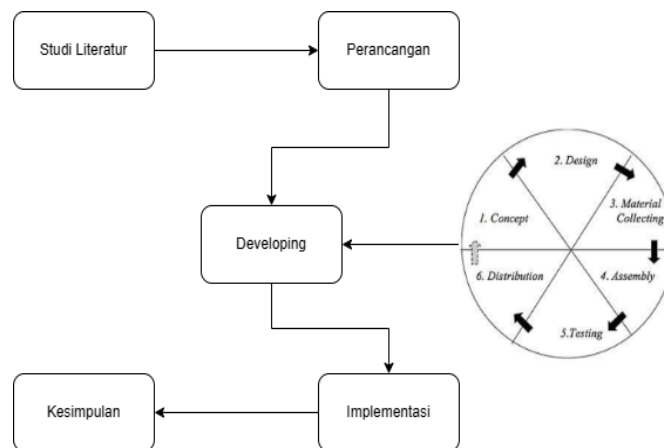 Studi Literatur
Perancangan
Developing
2. Design
1. Concept
3. Material
Collecting
6. Distribution
4. Assembly
5.Testing
Kesimpulan
Implementasi